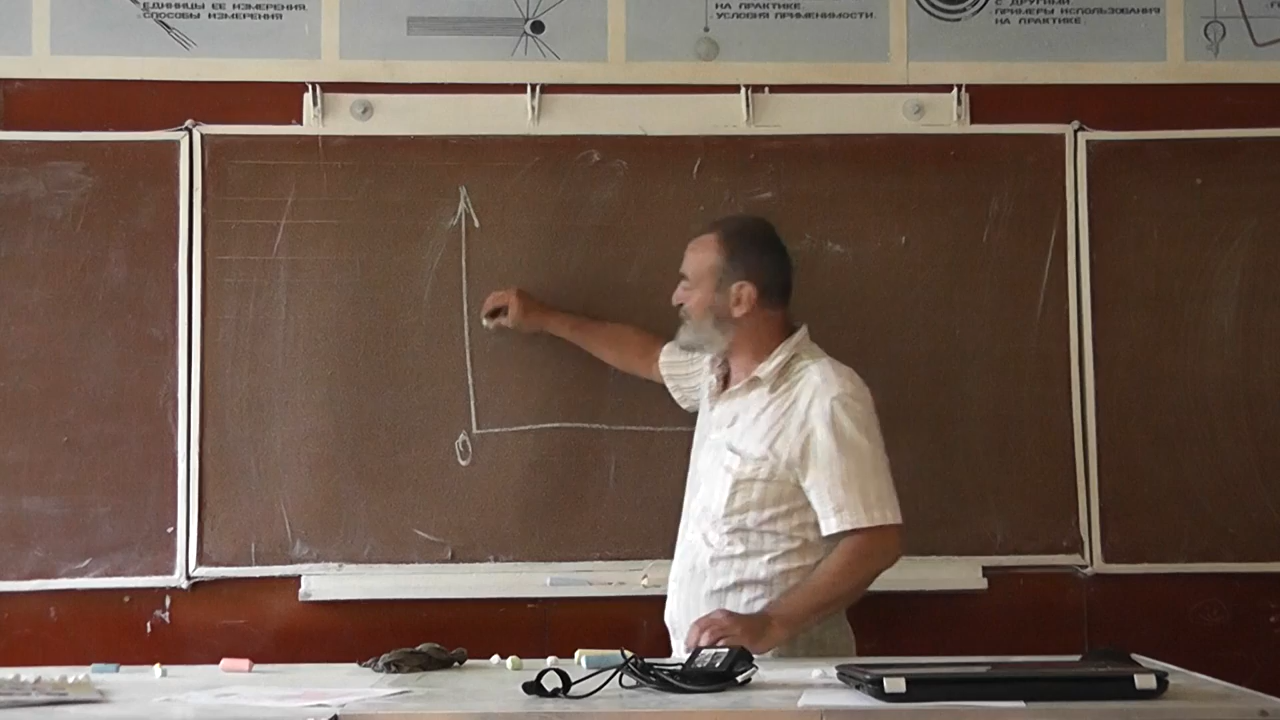 ЕДИНИЦЫ ЕЕ ИЗМЕРЕНИЯ.
СПОСОБЫ ИЗМЕРЕНИЯ
НА ПРАКТИКЕ.
УСЛОВИЯ ПРИМЕНИМОСТИ.
С ДРУГИМИ.
ПРИМЕРЫ ИСПОЛЬЗОВАНИЯ
НА ПРАКТИКЕ.
0